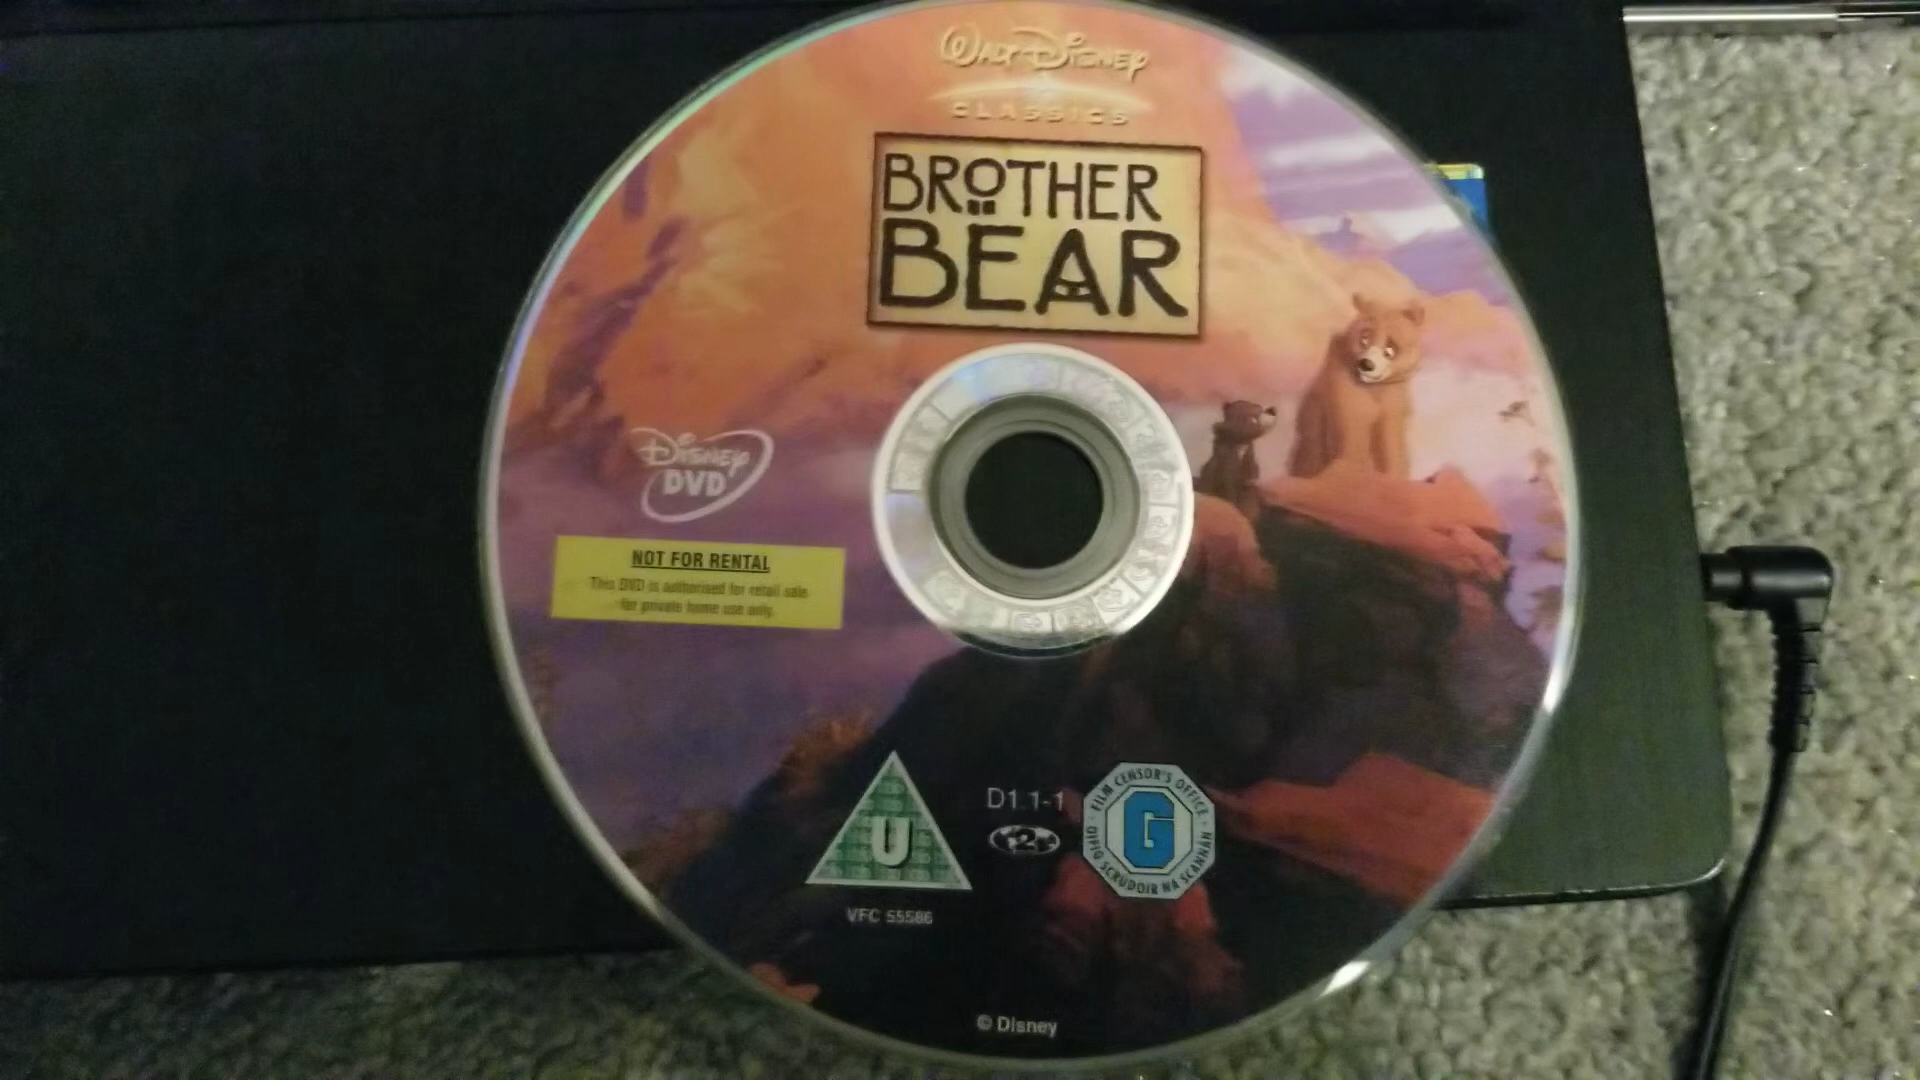 WALT DISNEY
CLASSICS
BROTHER
BEAR
DISNEY
DVD
NOT FOR RENTAL
This DVD is authorised for retail sale
for private home use only.
U
VFC 55586
D1.1-1
2
FILM CENSOR'S OFFICE
G
OIFIG SCRUDOIR NA SCANNÁN
© Disney